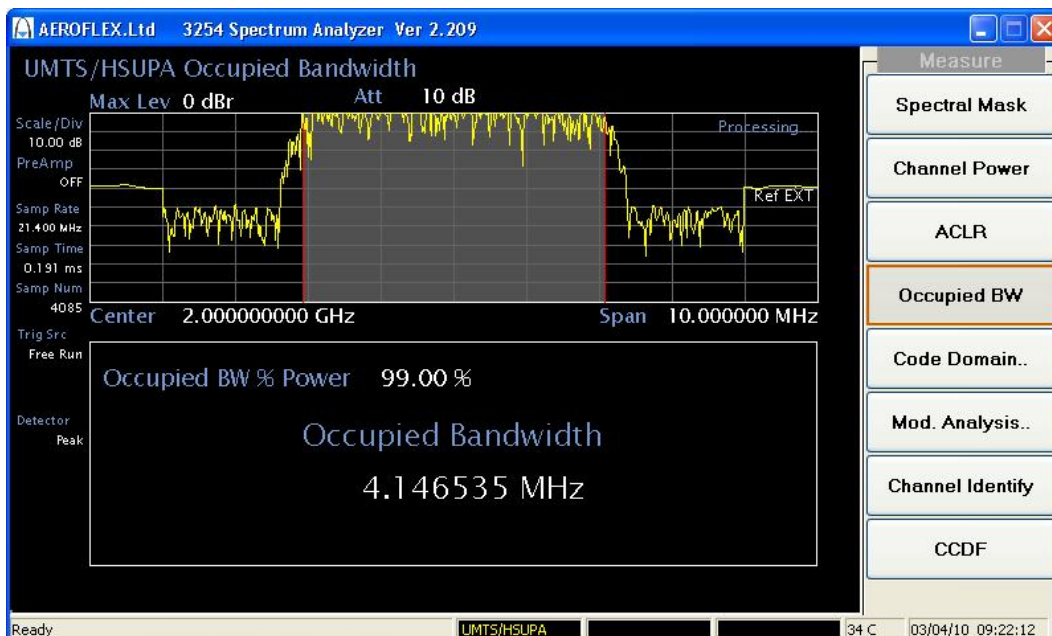 AEROFLEX.Ltd 3254 Spectrum Analyzer Ver 2.209
UMTS/HSUPA Occupied Bandwidth
Max Lev 0 dBr Att 10 dB
Scale/Div
10.00 dB
PreAmp
OFF
Samp Rate
21.400 MHz
Samp Time
0.191 ms
Samp Num
4085
Trig Src
Free Run
Detector
Peak
Processing...
Ref EXT
Center 2.000000000 GHz Span 10.000000 MHz
Occupied BW % Power 99.00 %
Occupied Bandwidth
4.146535 MHz
Measure
Spectral Mask
Channel Power
ACLR
Occupied BW
Code Domain..
Mod. Analysis..
Channel Identify
CCDF
Ready UMTS/HSUPA 34 C 03/04/10 09:22:12